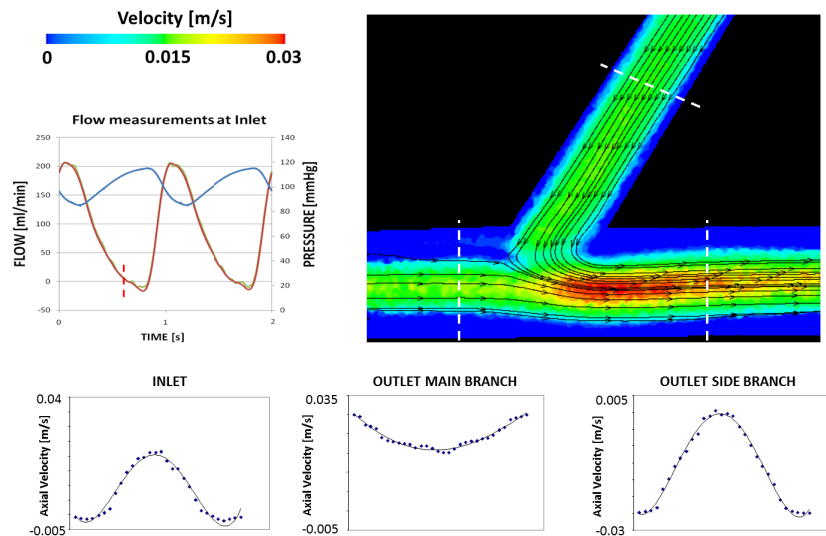 Velocity [m/s]
0 0.015 0.03
Flow measurements at Inlet
FLOW [ml/min]
250
200
150
100
50
0
-50
140
120
100
80
60
40
20
0
PRESSURE [mmHg]
0 1 2
TIME [s]
INLET
0.04
Axial Velocity [m/s]
-0.005
OUTLET MAIN BRANCH
0.035
Axial Velocity [m/s]
-0.005
OUTLET SIDE BRANCH
0.005
Axial Velocity [m/s]
-0.03